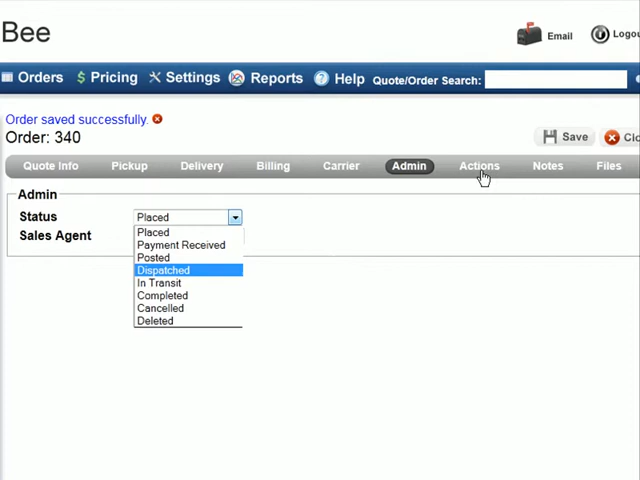 Bee
Email
Logou
Orders Pricing Settings Reports Help Quote/Order Search:
Order saved successfully.
Order: 340
Save Clo
Quote Info Pickup Delivery Billing Carrier Admin Actions Notes Files
Admin
Status Placed
Sales Agent
Placed
Payment Received
Posted
Dispatched
In Transit
Completed
Cancelled
Deleted